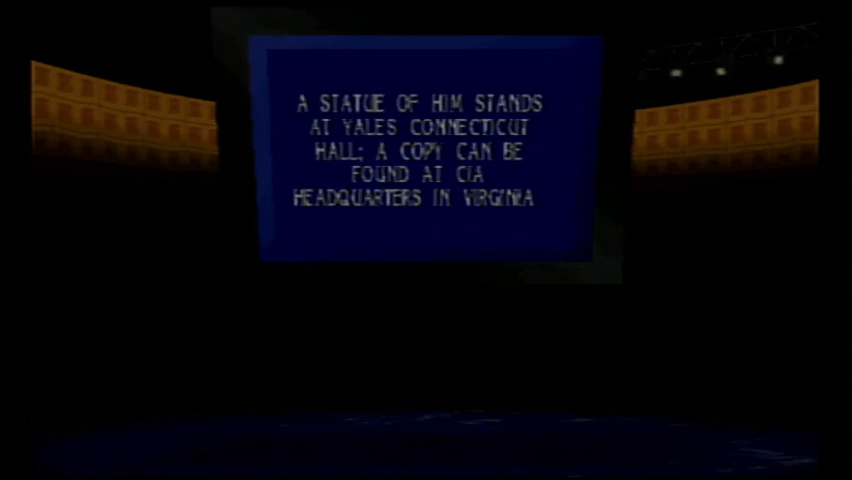 A STATUE OF HIM STANDS
AT YALES CONNECTICUT
HALL; A COPY CAN BE
FOUND AT CIA
HEADQUARTERS IN VIRGINIA